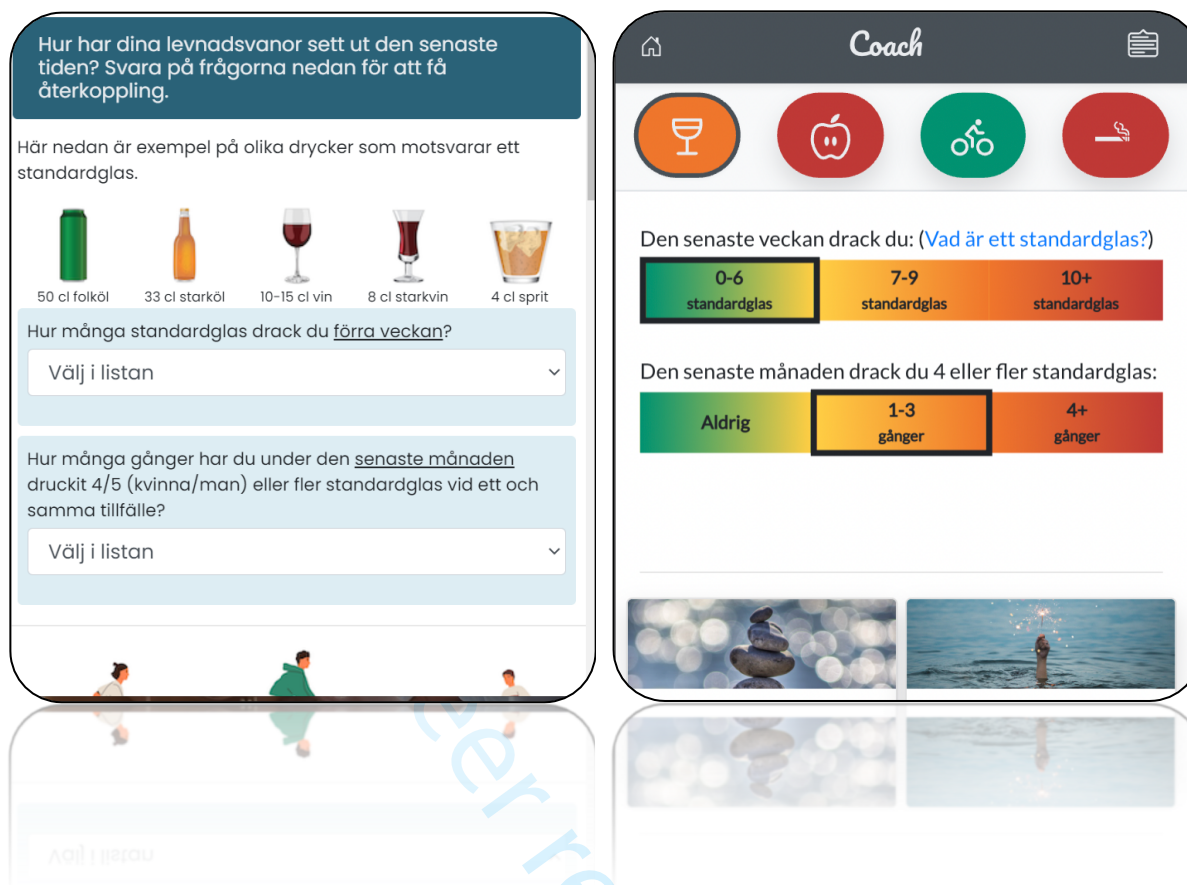 Hur har dina levnadsvanor sett ut den senaste
tiden? Svara på frågorna nedan för att få
återkoppling.
Här nedan är exempel på olika drycker som motsvarar ett
standardglas.
50 cl folköl 33 cl starköl 10-15 cl vin 8 cl starkvin 4 cl sprit
Hur många standardglas drack du förra veckan?
Välj i listan
Hur många gånger har du under den senaste månaden
druckit 4/5 (kvinna/man) eller fler standardglas vid ett och
samma tillfälle?
Välj i listan
Coach
Den senaste veckan drack du: (Vad är ett standardglas?)
0-6 7-9 10+
standardglas standardglas standardglas
Den senaste månaden drack du 4 eller fler standardglas:
Aldrig 1-3 4+
gånger gånger